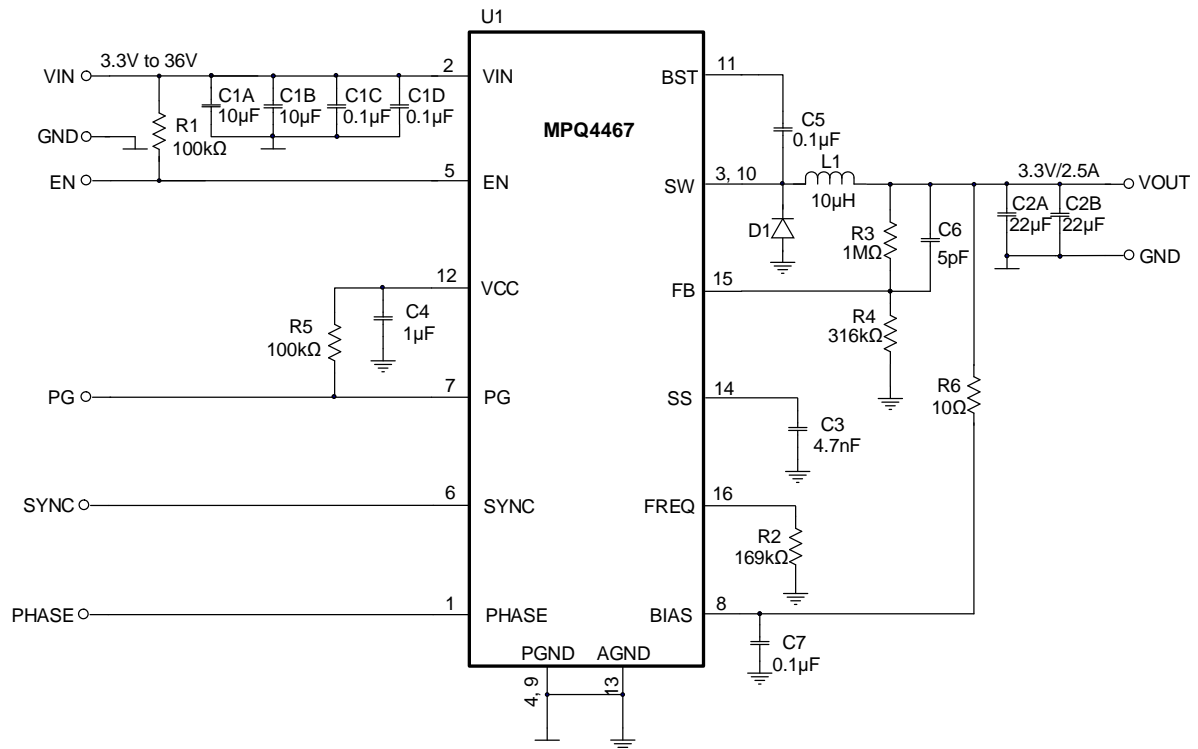 U1
MPQ4467
VIN
3.3V to 36V
2
VIN
C1A
10µF
C1B
10µF
C1C
0.1µF
C1D
0.1µF
GND
R1
100kΩ
EN
5
EN
12
VCC
R5
100kΩ
C4
1µF
PG
7
PG
SYNC
6
SYNC
PHASE
1
PHASE
BST
11
C5
0.1µF
SW
3, 10
L1
10µH
3.3V/2.5A
VOUT
D1
R3
1MΩ
C6
5pF
C2A
22µF
C2B
22µF
GND
FB
15
R4
316kΩ
R6
10Ω
SS
14
C3
4.7nF
FREQ
16
R2
169kΩ
BIAS
8
C7
0.1µF
PGND
AGND
4, 9
13